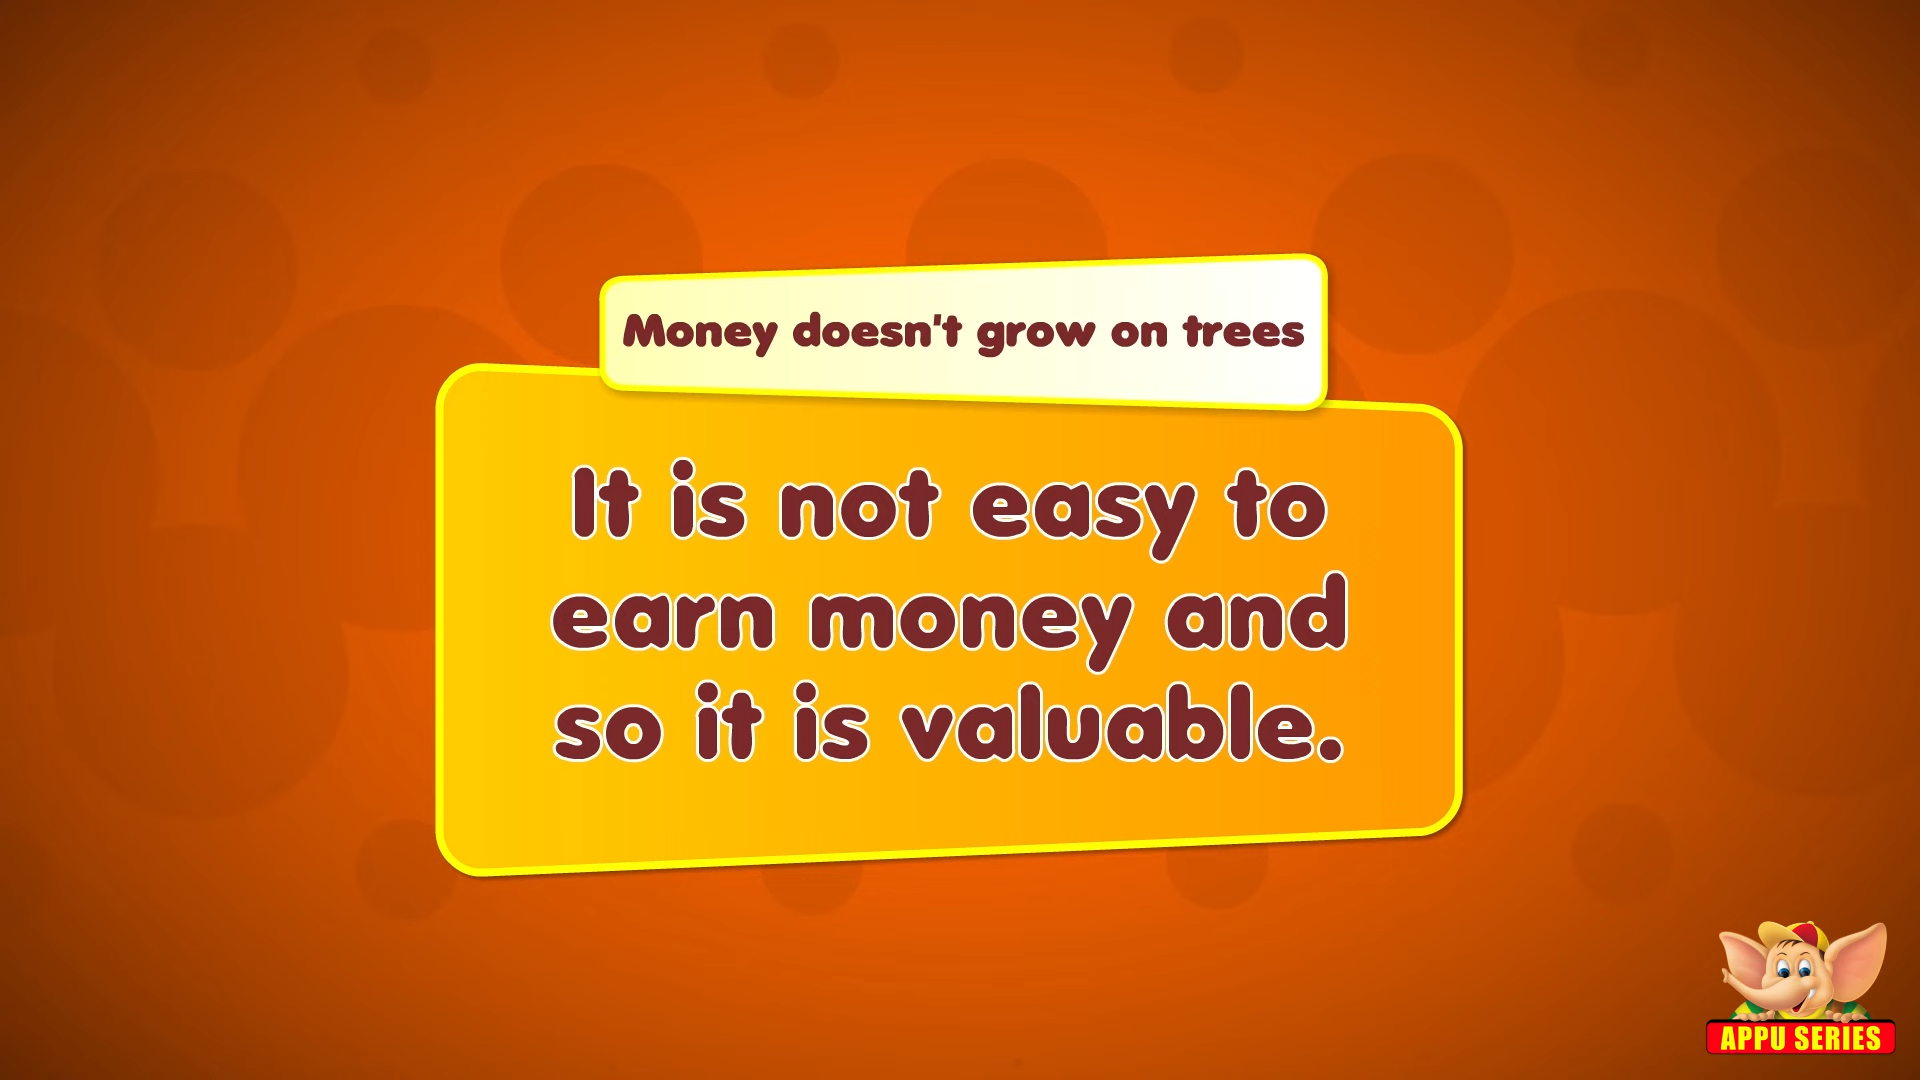 Money doesn't grow on trees
It is not easy to
earn money and
so it is valuable.
APPU SERIES